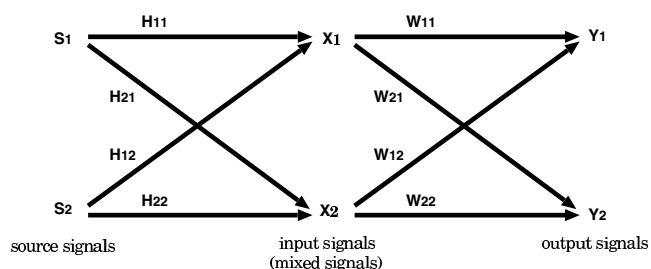 H11
W11
S1
X1
Y1
H21
W21
H12
W12
S2
H22
X2
W22
Y2
source signals
input signals
(mixed signals)
output signals